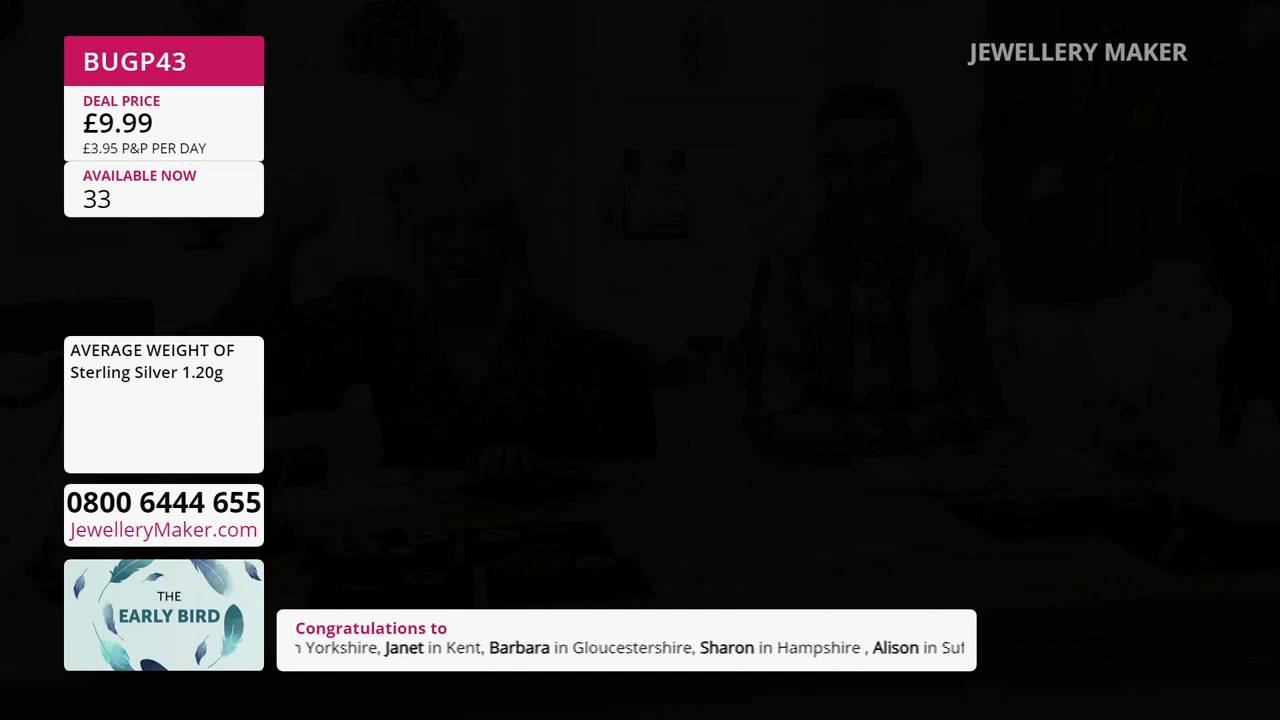 BUGP43
DEAL PRICE
£9.99
£3.95 P&P PER DAY
AVAILABLE NOW
33
JEWELLERY MAKER
AVERAGE WEIGHT OF
Sterling Silver 1.20g
0800 6444 655
JewelleryMaker.com
THE
EARLY BIRD
Congratulations to
Yorkshire, Janet in Kent, Barbara in Gloucestershire, Sharon in Hampshire , Alison in